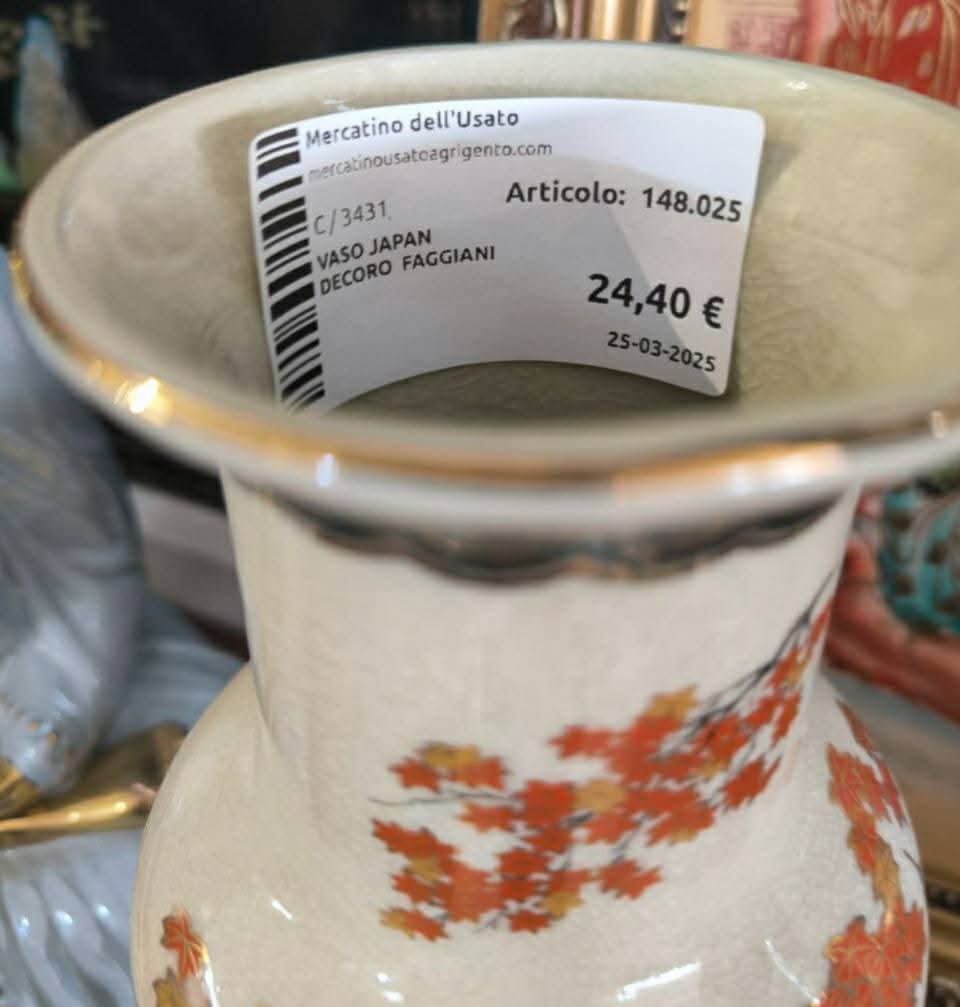 Mercatino dell'Usato
mercatinousatoagrigento.com
Articolo: 148.025
C/3431
VASO JAPAN
DECORO FAGGIANI
24,40 €
25-03-2025